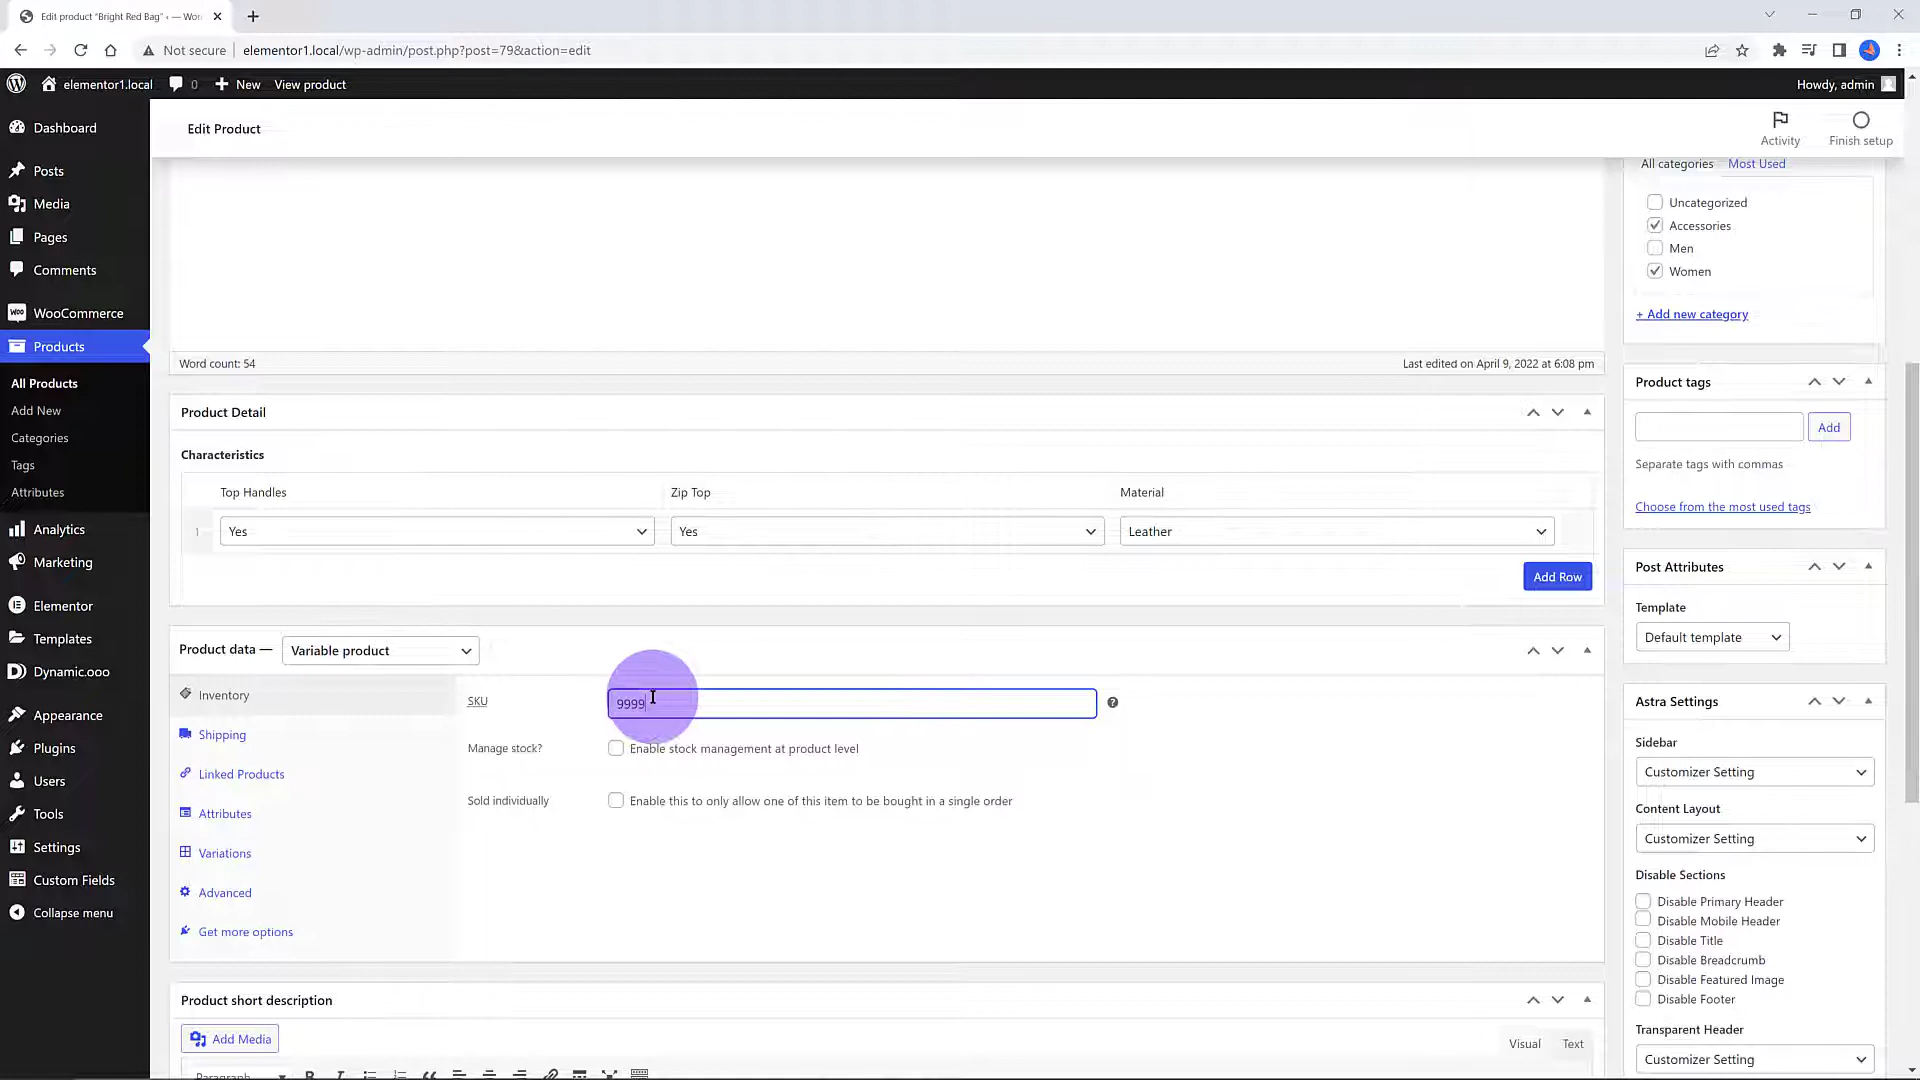 Edit product "Bright Red Bag" ‹ — Wor
Not secure elementor1.local/wp-admin/post.php?post=79&action=edit
elementor1.local 0 New View product Howdy, admin
Edit Product
Activity
Finish setup
Dashboard
Posts
Media
Pages
Comments
WooCommerce
Products
All Products
Add New
Categories
Tags
Attributes
Analytics
Marketing
Elementor
Templates
Dynamic.ooo
Appearance
Plugins
Users
Tools
Settings
Custom Fields
Collapse menu
Word count: 54
Last edited on April 9, 2022 at 6:08 pm
Product Detail
Characteristics
Top Handles Zip Top Material
1 Yes Yes Leather
Add Row
Product data — Variable product
Inventory
Shipping
Linked Products
Attributes
Variations
Advanced
Get more options
SKU 9999
Manage stock? Enable stock management at product level
Sold individually Enable this to only allow one of this item to be bought in a single order
Product short description
Add Media
Visual Text
Paragraph
All categories Most Used
Uncategorized
Accessories
Men
Women
+ Add new category
Product tags
Add
Separate tags with commas
Choose from the most used tags
Post Attributes
Template
Default template
Astra Settings
Sidebar
Customizer Setting
Content Layout
Customizer Setting
Disable Sections
Disable Primary Header
Disable Mobile Header
Disable Title
Disable Breadcrumb
Disable Featured Image
Disable Footer
Transparent Header
Customizer Setting